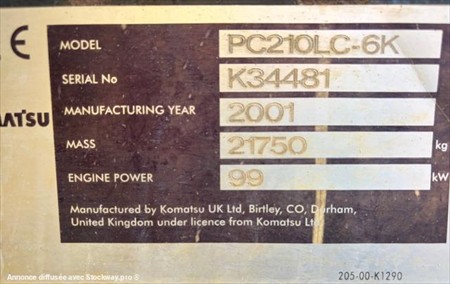 CE
MODEL PC210LC-6K
SERIAL No K34481
MANUFACTURING YEAR 2001
MATSU
MASS 21750 kg
ENGINE POWER 99 kW
Manufactured by Komatsu UK Ltd, Birtley, CO, Durham,
United Kingdom under licence from Komatsu Ltd
205-00-K1290
Annonce diffusée avec Stockway.pro ®